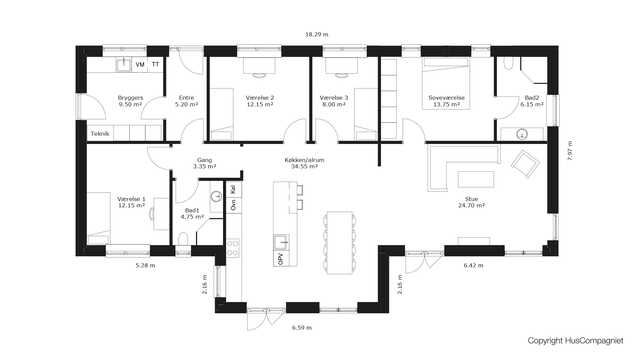 18.29 m
VM
TT
Bryggers
9.50 m²
Entre
5.20 m²
Værelse 2
12.15 m²
Værelse 3
8.00 m²
Soveværelse
13.75 m²
Bad2
6.15 m²
Teknik
7.97 m
Gang
3.35 m²
Køkken/alrum
34.55 m²
Værelse 1
12.15 m²
Bad1
4.75 m²
Ovn
Køl
Stue
24.70 m²
OPV
5.28 m
6.42 m
2.16 m
2.16 m
6.59 m
Copyright HusCompagniet